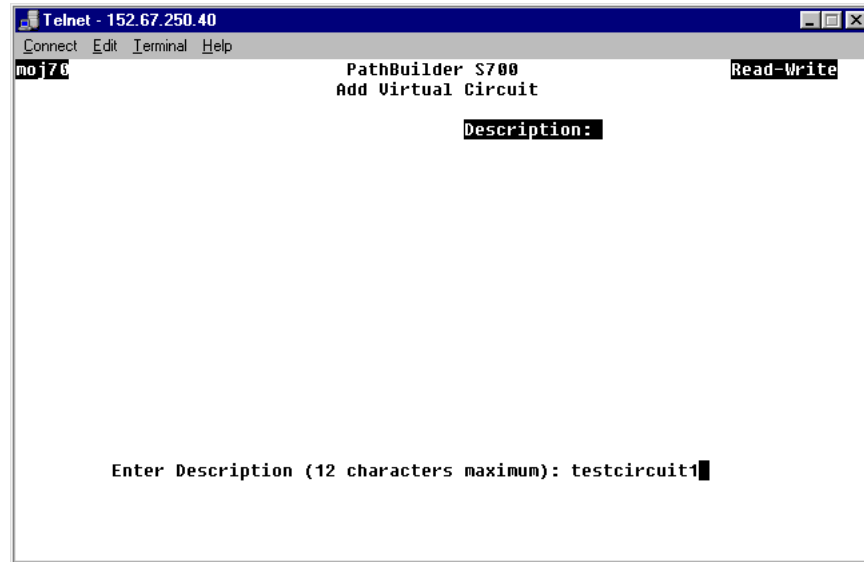 Telnet - 152.67.250.40
Connect Edit Terminal Help
moj70 PathBuilder S700 Read-Write
Add Virtual Circuit
Description:
Enter Description (12 characters maximum): testcircuit1